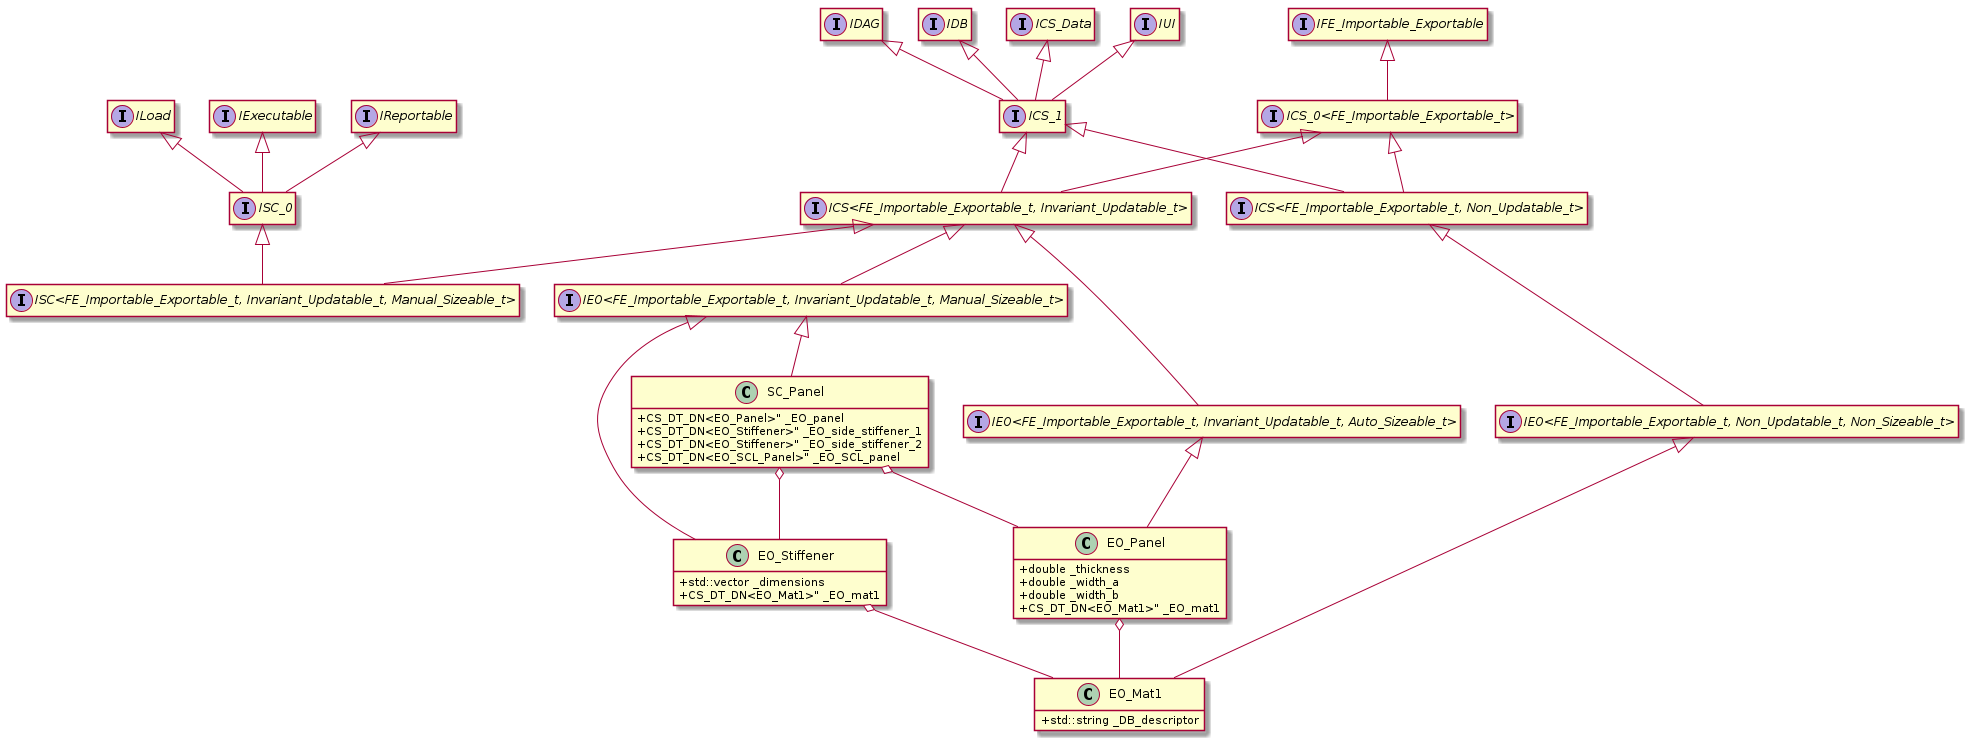 I IDAG
I IDB
I ICS_Data
I IUI
I IFE_Importable_Exportable
I ILoad
I IExecutable
I IReportable
I ICS_1
I ICS_0<FE_Importable_Exportable_t>
I ISC_0
I ICS<FE_Importable_Exportable_t, Invariant_Updatable_t>
I ICS<FE_Importable_Exportable_t, Non_Updatable_t>
I ISC<FE_Importable_Exportable_t, Invariant_Updatable_t, Manual_Sizeable_t>
I IEO<FE_Importable_Exportable_t, Invariant_Updatable_t, Manual_Sizeable_t>
C SC_Panel
+CS_DT_DN<EO_Panel>" _EO_panel
+CS_DT_DN<EO_Stiffener>" _EO_side_stiffener_1
+CS_DT_DN<EO_Stiffener>" _EO_side_stiffener_2
+CS_DT_DN<EO_SCL_Panel>" _EO_SCL_panel
I IEO<FE_Importable_Exportable_t, Invariant_Updatable_t, Auto_Sizeable_t>
I IEO<FE_Importable_Exportable_t, Non_Updatable_t, Non_Sizeable_t>
C EO_Stiffener
+std::vector _dimensions
+CS_DT_DN<EO_Mat1>" _EO_mat1
C EO_Panel
+double _thickness
+double _width_a
+double _width_b
+CS_DT_DN<EO_Mat1>" _EO_mat1
C EO_Mat1
+std::string _DB_descriptor